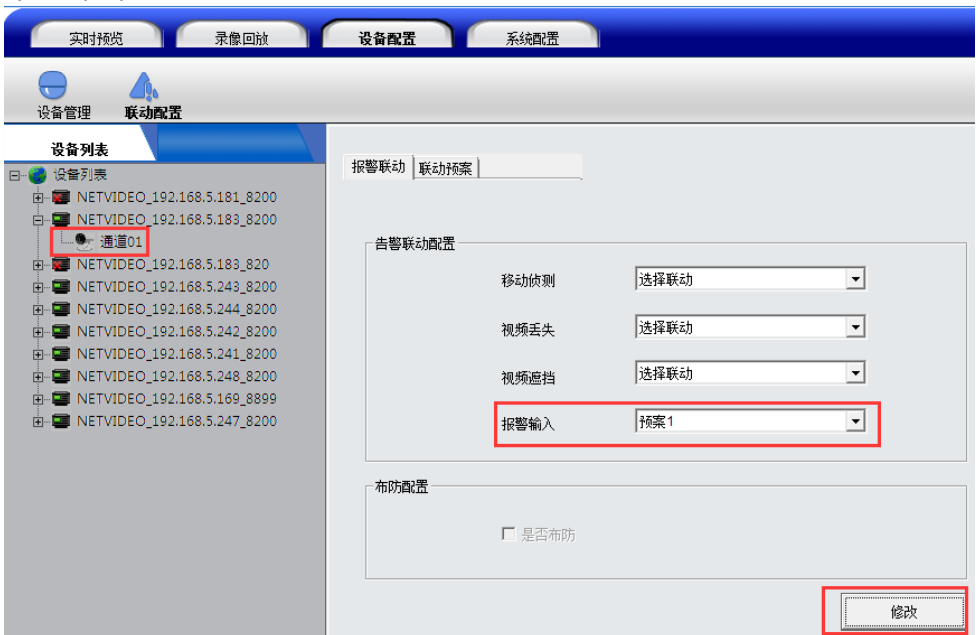 实时预览 录像回放 设备配置 系统配置
设备管理 联动配置
设备列表
设备列表
NETVIDEO_192.168.5.181_8200
NETVIDEO_192.168.5.183_8200
通道01
NETVIDEO_192.168.5.183_820
NETVIDEO_192.168.5.243_8200
NETVIDEO_192.168.5.244_8200
NETVIDEO_192.168.5.242_8200
NETVIDEO_192.168.5.241_8200
NETVIDEO_192.168.5.248_8200
NETVIDEO_192.168.5.169_8899
NETVIDEO_192.168.5.247_8200
报警联动 联动预案
告警联动配置
移动侦测 选择联动
视频丢失 选择联动
视频遮挡 选择联动
报警输入 预案1
布防配置
是否布防
修改